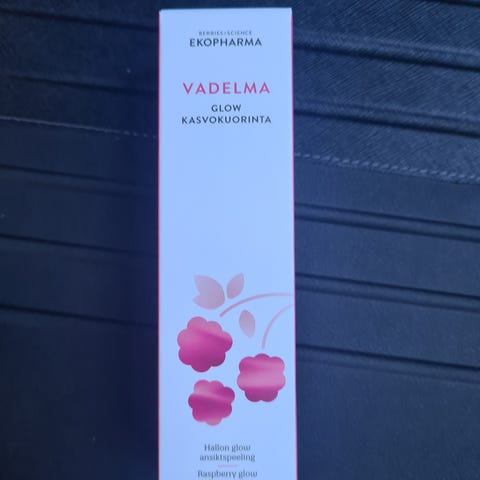 BERRIES+SCIENCE
EKOPHARMA
VADELMA
GLOW
KASVOKUORINTA
Hallon glow
ansiktspeeling
Raspberry glow